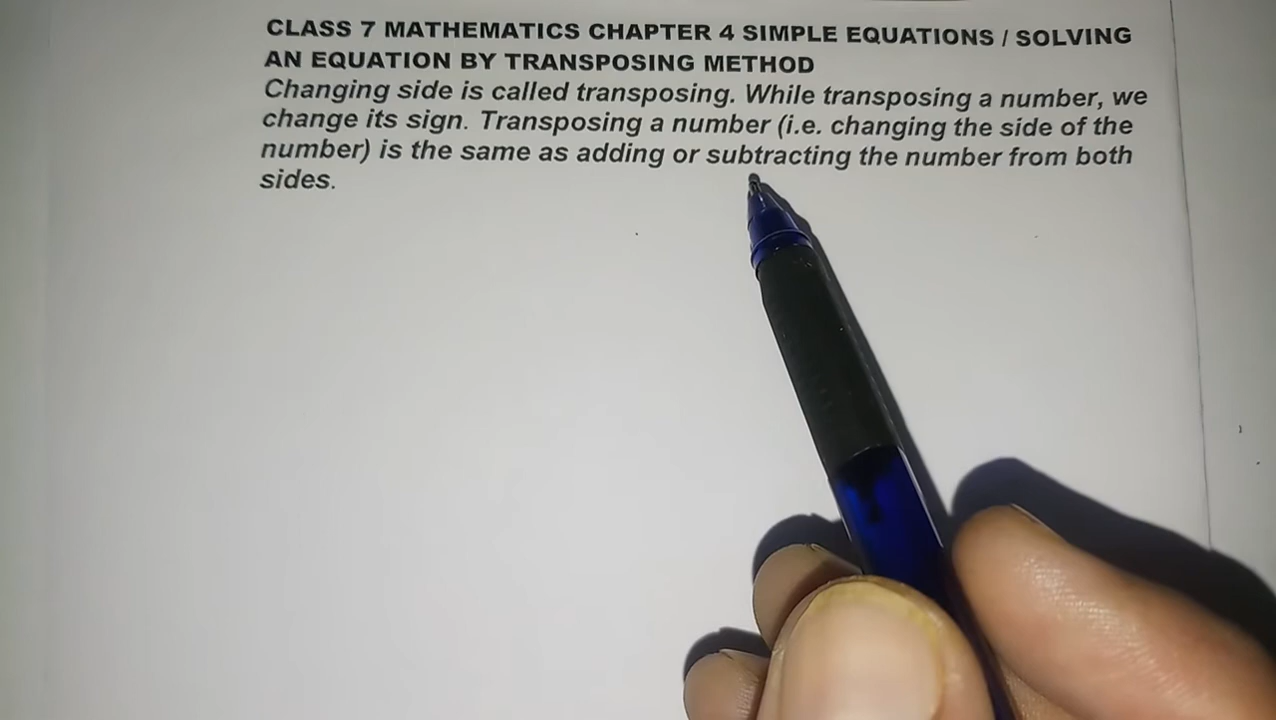 CLASS 7 MATHEMATICS CHAPTER 4 SIMPLE EQUATIONS / SOLVING
AN EQUATION BY TRANSPOSING METHOD
Changing side is called transposing. While transposing a number, we
change its sign. Transposing a number (i.e. changing the side of the
number) is the same as adding or subtracting the number from both
sides.